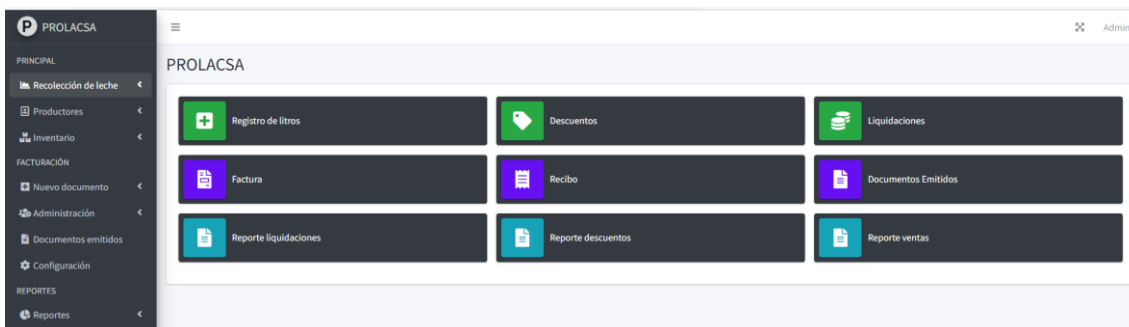 P PROLACSA
Admin
PRINCIPAL
Recolección de leche
Productores
Inventario
FACTURACIÓN
Nuevo documento
Administración
Documentos emitidos
Configuración
REPORTES
Reportes
PROLACSA
Registro de litros
Descuentos
Liquidaciones
Factura
Recibo
Documentos Emitidos
Reporte liquidaciones
Reporte descuentos
Reporte ventas